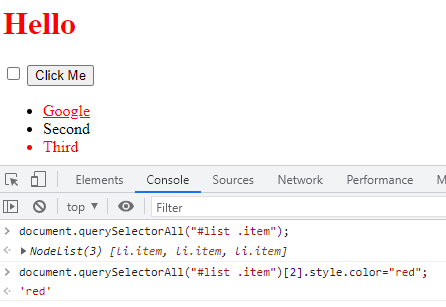 Hello
Click Me
Google
Second
Third
Elements Console Sources Network Performance M
top Filter
document.querySelectorAll("#list .item");
NodeList(3) [li.item, li.item, li.item]
document.querySelectorAll("#list .item")[2].style.color="red";
'red'